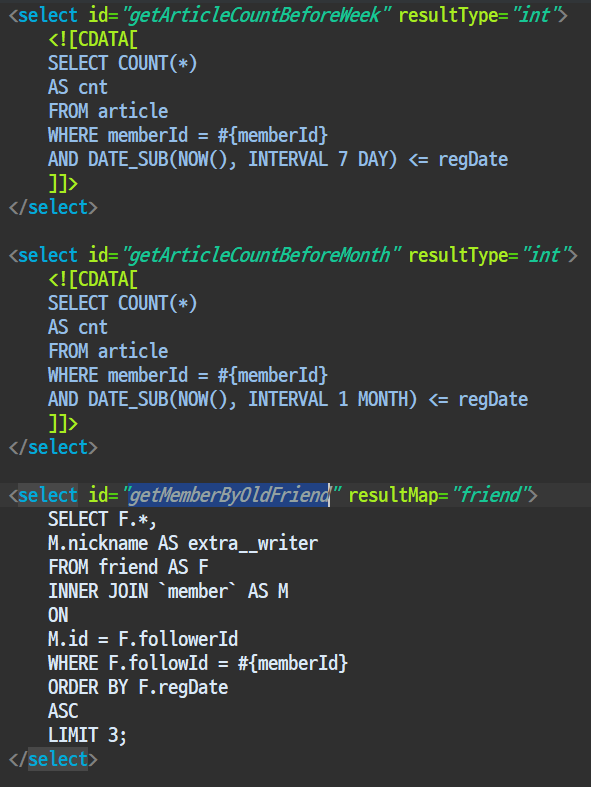 <select id="getArticleCountBeforeWeek" resultType="int">
<![CDATA[
SELECT COUNT(*)
AS cnt
FROM article
WHERE memberId = #{memberId}
AND DATE_SUB(NOW(), INTERVAL 7 DAY) <= regDate
]]>
</select>
<select id="getArticleCountBeforeMonth" resultType="int">
<![CDATA[
SELECT COUNT(*)
AS cnt
FROM article
WHERE memberId = #{memberId}
AND DATE_SUB(NOW(), INTERVAL 1 MONTH) <= regDate
]]>
</select>
<select id="getMemberByOldFriend" resultMap="friend">
SELECT F.*,
M.nickname AS extra__writer
FROM friend AS F
INNER JOIN `member` AS M
ON
M.id = F.followerId
WHERE F.followId = #{memberId}
ORDER BY F.regDate
ASC
LIMIT 3;
</select>